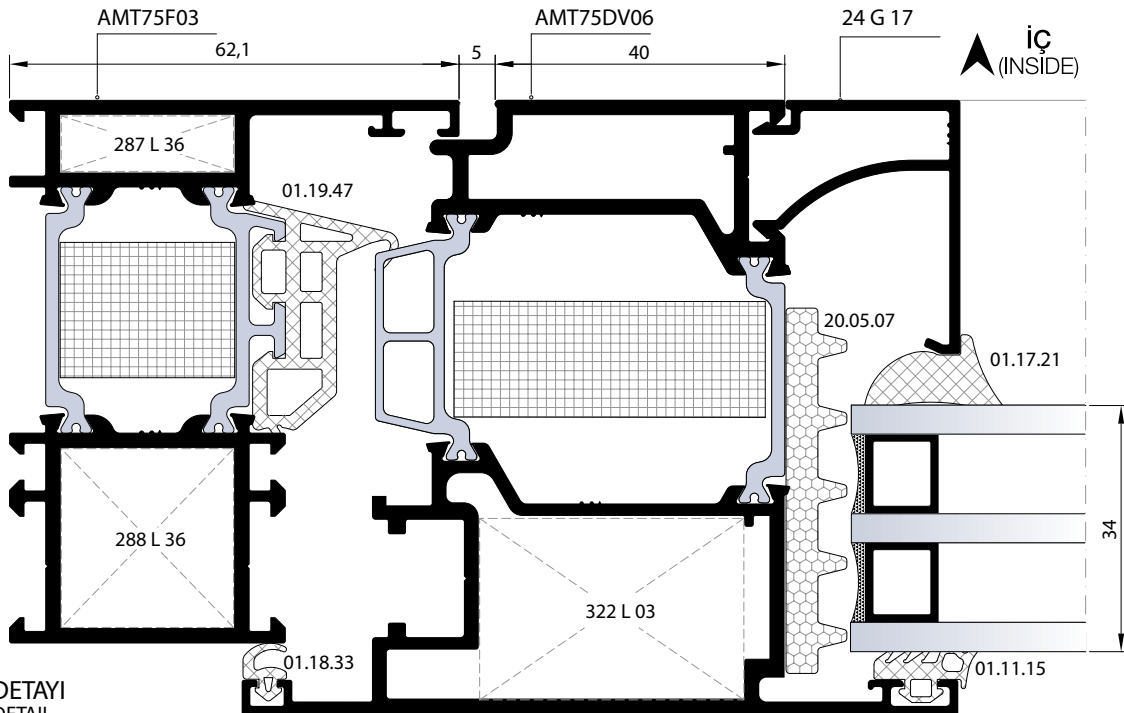 AMT75F03
AMT75DV06
24 G 17
İÇ
(INSIDE)
62,1
5
40
287 L 36
01.19.47
20.05.07
01.17.21
288 L 36
322 L 03
34
01.18.33
01.11.15
DETAYI
DETAIL